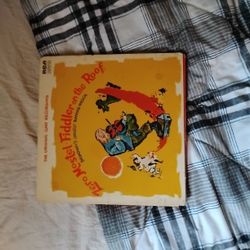 RCA
THE ORIGINAL CAST RECORDING
Zero Mostel Fiddler on the Roof